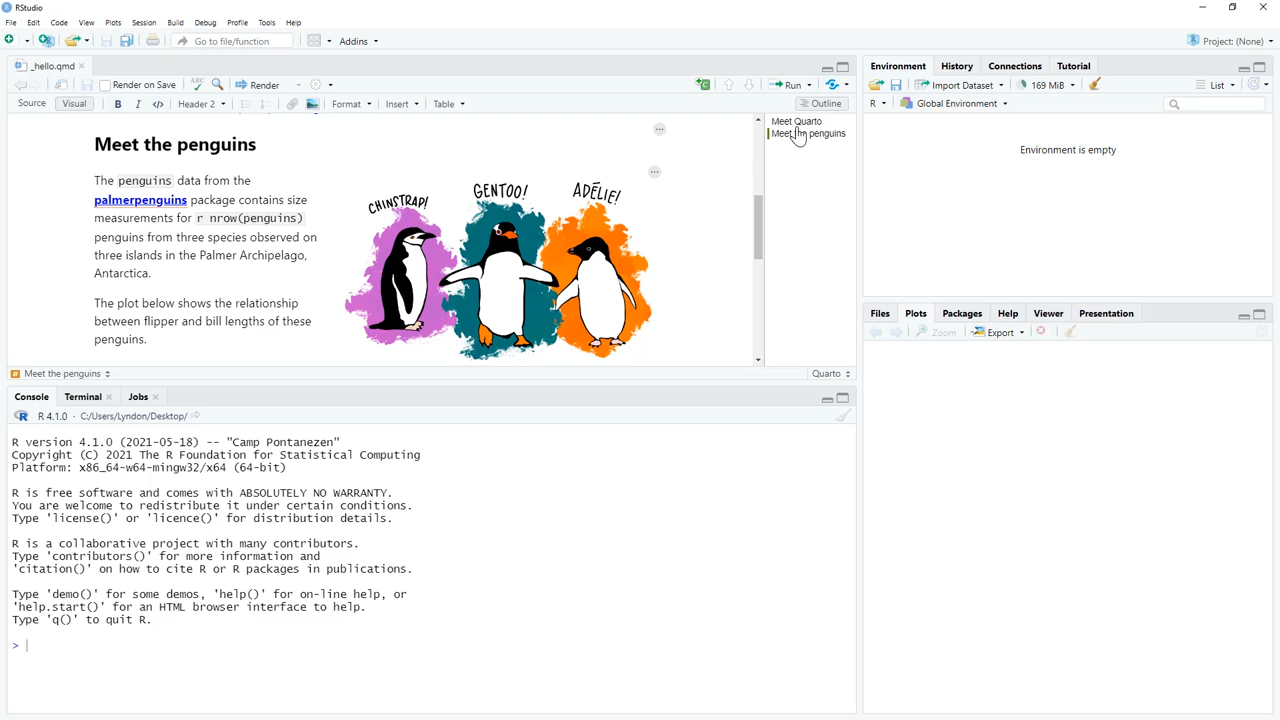 RStudio
File Edit Code View Plots Session Build Debug Profile Tools Help
Go to file/function Addins Project: (None)
_hello.qmd
Render on Save ABC Render Run
Source Visual B I Header 2 Format Insert Table Outline
Meet the penguins
The penguins data from the
palmerpenguins package contains size
measurements for r nrow(penguins)
penguins from three species observed on
three islands in the Palmer Archipelago,
Antarctica.
The plot below shows the relationship
between flipper and bill lengths of these
penguins.
CHINSTRAP! GENTOO! ADÉLIE!
Meet Quarto
Meet the penguins
Meet the penguins Quarto
Console Terminal Jobs
R 4.1.0 · C:/Users/Lyndon/Desktop/
R version 4.1.0 (2021-05-18) -- "Camp Pontanezen"
Copyright (C) 2021 The R Foundation for Statistical Computing
Platform: x86_64-w64-mingw32/x64 (64-bit)
R is free software and comes with ABSOLUTELY NO WARRANTY.
You are welcome to redistribute it under certain conditions.
Type 'license()' or 'licence()' for distribution details.
R is a collaborative project with many contributors.
Type 'contributors()' for more information and
'citation()' on how to cite R or R packages in publications.
Type 'demo()' for some demos, 'help()' for on-line help, or
'help.start()' for an HTML browser interface to help.
Type 'q()' to quit R.
>
Environment History Connections Tutorial
Import Dataset 169 MiB List
R Global Environment
Environment is empty
Files Plots Packages Help Viewer Presentation
Zoom Export